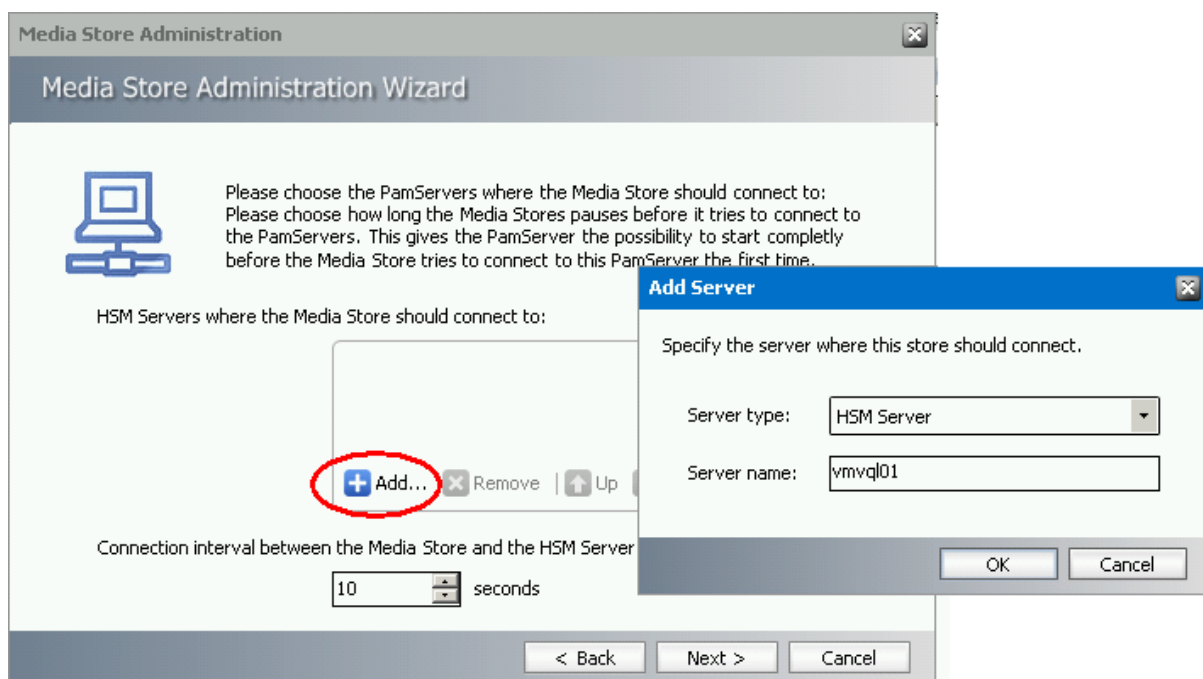 Media Store Administration
Media Store Administration Wizard
Please choose the PamServers where the Media Store should connect to:
Please choose how long the Media Stores pauses before it tries to connect to
the PamServers. This gives the PamServer the possibility to start completly
before the Media Store tries to connect to this PamServer the first time.
HSM Servers where the Media Store should connect to:
Add... Remove | Up
Connection interval between the Media Store and the HSM Server
10 seconds
< Back Next > Cancel
Add Server
Specify the server where this store should connect.
Server type: HSM Server
Server name: vmvql01
OK Cancel